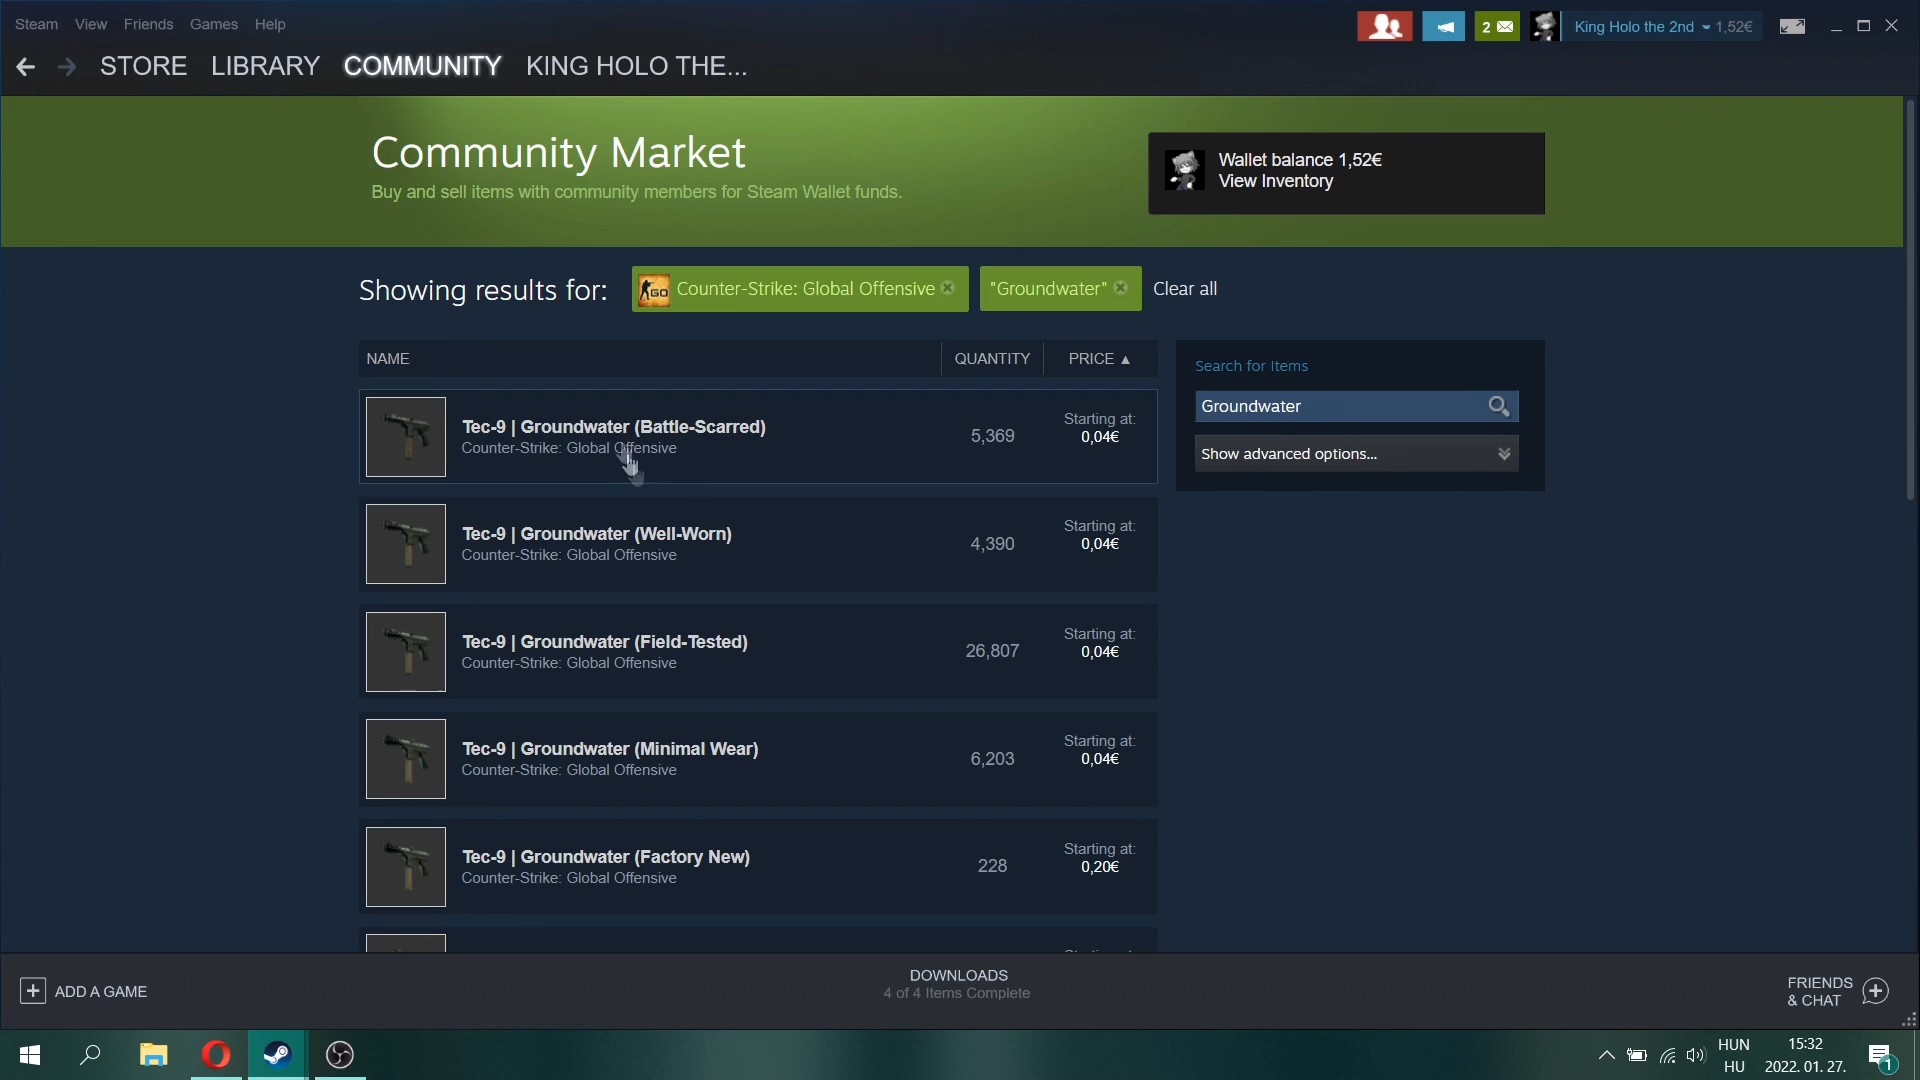 Steam View Friends Games Help
2 King Holo the 2nd 1,52€
STORE LIBRARY COMMUNITY KING HOLO THE...
Community Market
Buy and sell items with community members for Steam Wallet funds.
Wallet balance 1,52€
View Inventory
Showing results for: GO Counter-Strike: Global Offensive "Groundwater" Clear all
NAME QUANTITY PRICE ▲
Tec-9 | Groundwater (Battle-Scarred)
Counter-Strike: Global Offensive
5,369
Starting at:
0,04€
Tec-9 | Groundwater (Well-Worn)
Counter-Strike: Global Offensive
4,390
Starting at:
0,04€
Tec-9 | Groundwater (Field-Tested)
Counter-Strike: Global Offensive
26,807
Starting at:
0,04€
Tec-9 | Groundwater (Minimal Wear)
Counter-Strike: Global Offensive
6,203
Starting at:
0,04€
Tec-9 | Groundwater (Factory New)
Counter-Strike: Global Offensive
228
Starting at:
0,20€
Search for Items
Groundwater
Show advanced options...
ADD A GAME
DOWNLOADS
4 of 4 Items Complete
FRIENDS
& CHAT
HUN
HU
15:32
2022. 01. 27.
1